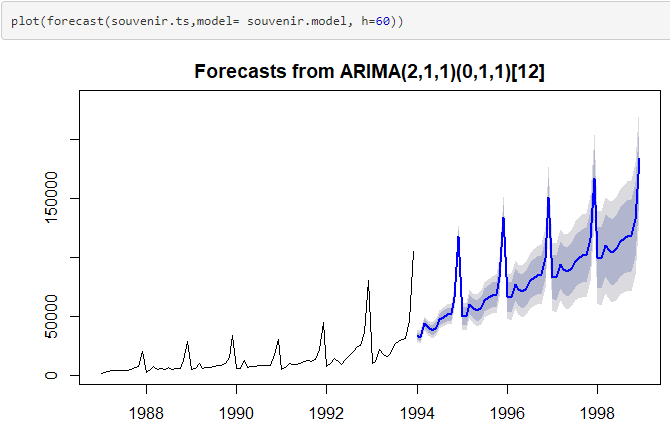 plot(forecast(souvenir.ts,model= souvenir.model, h=60))
Forecasts from ARIMA(2,1,1)(0,1,1)[12]
150000
50000
0
1988 1990 1992 1994 1996 1998